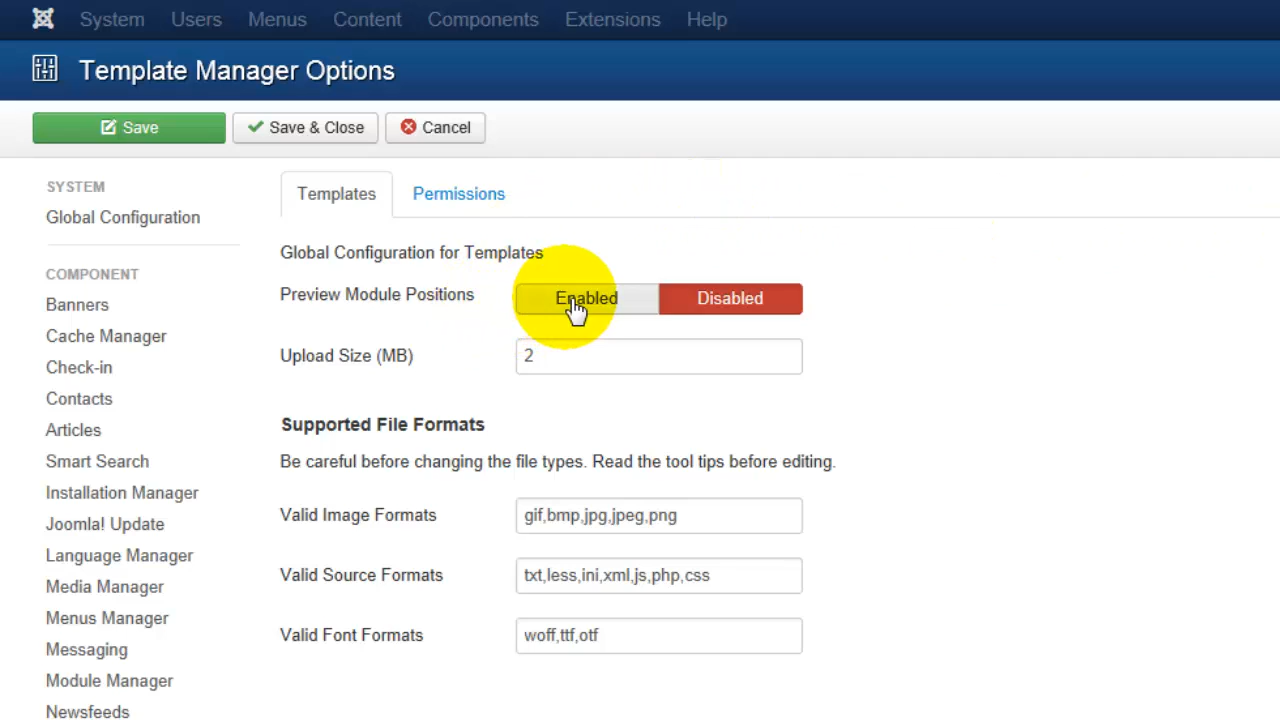 System Users Menus Content Components Extensions Help
Template Manager Options
Save Save & Close Cancel
SYSTEM
Global Configuration
COMPONENT
Banners
Cache Manager
Check-in
Contacts
Articles
Smart Search
Installation Manager
Joomla! Update
Language Manager
Media Manager
Menus Manager
Messaging
Module Manager
Newsfeeds
Templates Permissions
Global Configuration for Templates
Preview Module Positions Enabled Disabled
Upload Size (MB) 2
Supported File Formats
Be careful before changing the file types. Read the tool tips before editing.
Valid Image Formats gif,bmp,jpg,jpeg,png
Valid Source Formats txt,less,ini,xml,js,php,css
Valid Font Formats woff,ttf,otf